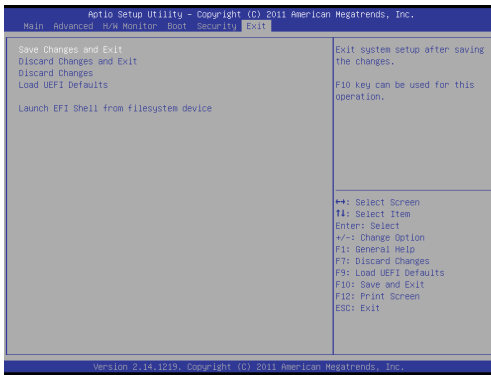 Aptio Setup Utility – Copyright (C) 2011 American Megatrends, Inc.
Main Advanced H/W Monitor Boot Security Exit
Save Changes and Exit
Discard Changes and Exit
Discard Changes
Load UEFI Defaults
Launch EFI Shell from filesystem device
Exit system setup after saving
the changes.
F10 key can be used for this
operation.
↔: Select Screen
↑↓: Select Item
Enter: Select
+/-: Change Option
F1: General Help
F7: Discard Changes
F9: Load UEFI Defaults
F10: Save and Exit
F12: Print Screen
ESC: Exit
Version 2.14.1219. Copyright (C) 2011 American Megatrends, Inc.